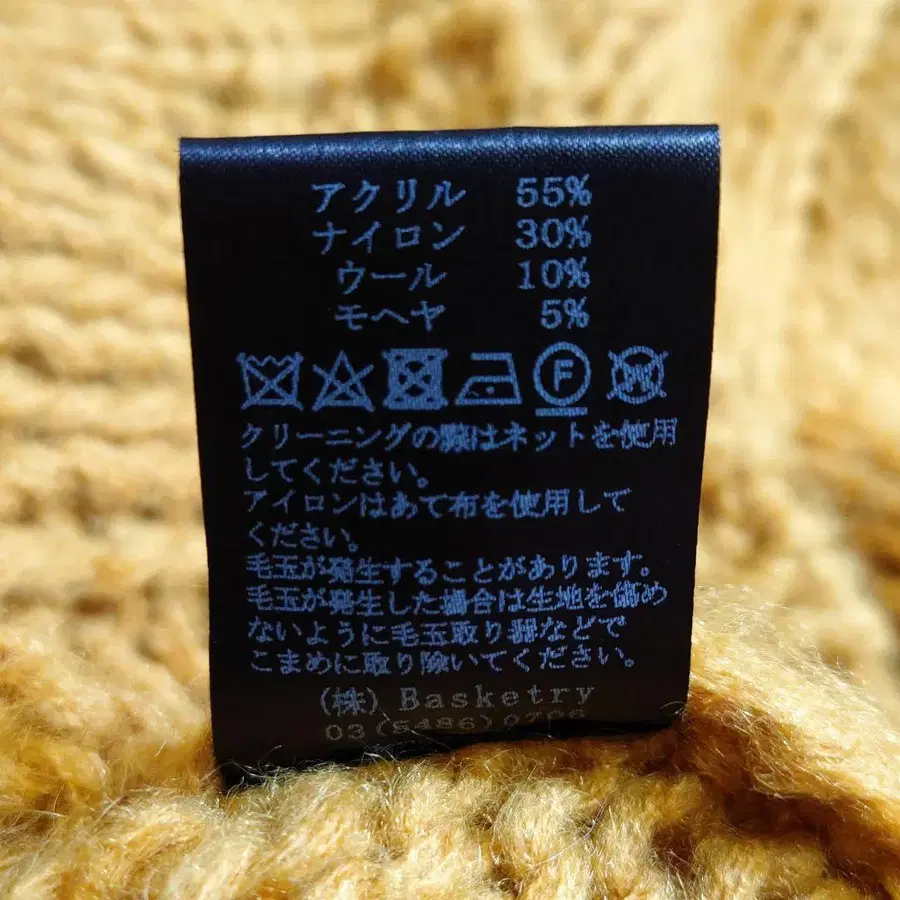 アクリル 55%
ナイロン 30%
ウール 10%
モヘヤ 5%
F W
クリーニングの際はネットを使用
してください。
アイロンはあて布を使用して
ください。
毛玉が発生することがあります。
毛玉が発生した場合は生地を傷め
ないように毛玉取り器などで
こまめに取り除いてください。
(株) Basketry
03(5486)0706